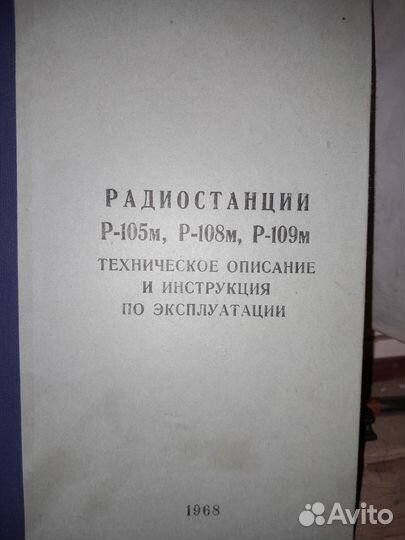 РАДИОСТАНЦИИ
Р-105м, Р-108м, Р-109м
ТЕХНИЧЕСКОЕ ОПИСАНИЕ
И ИНСТРУКЦИЯ
ПО ЭКСПЛУАТАЦИИ
1968
Avito